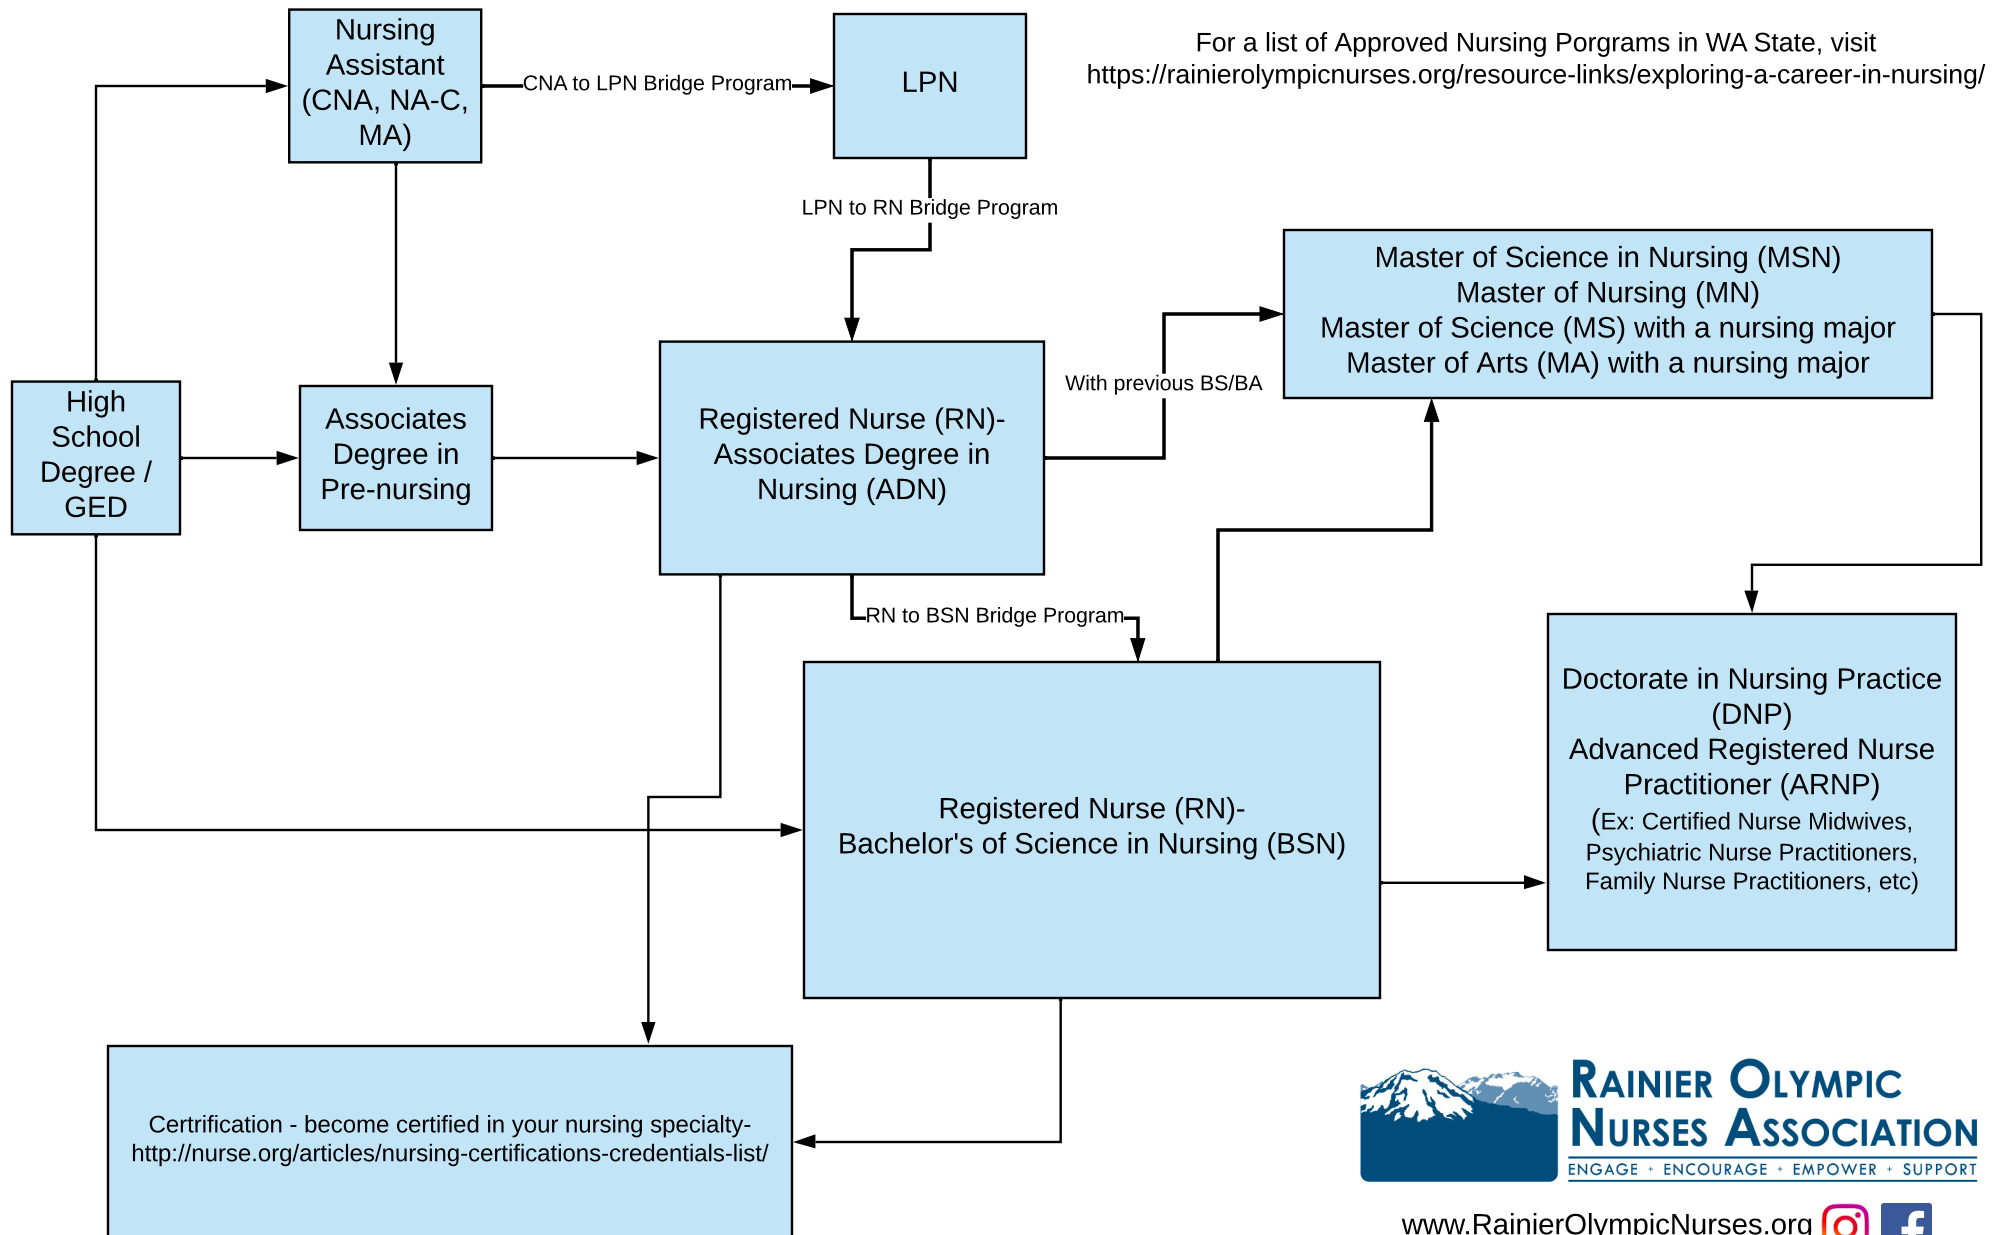 Nursing
Assistant
(CNA, NA-C,
MA)
CNA to LPN Bridge Program
LPN
For a list of Approved Nursing Porgrams in WA State, visit
https://rainierolympicnurses.org/resource-links/exploring-a-career-in-nursing/
LPN to RN Bridge Program
Master of Science in Nursing (MSN)
Master of Nursing (MN)
Master of Science (MS) with a nursing major
Master of Arts (MA) with a nursing major
With previous BS/BA
High
School
Degree /
GED
Associates
Degree in
Pre-nursing
Registered Nurse (RN)-
Associates Degree in
Nursing (ADN)
RN to BSN Bridge Program
Registered Nurse (RN)-
Bachelor's of Science in Nursing (BSN)
Doctorate in Nursing Practice
(DNP)
Advanced Registered Nurse
Practitioner (ARNP)
(Ex: Certified Nurse Midwives,
Psychiatric Nurse Practitioners,
Family Nurse Practitioners, etc)
Certrification - become certified in your nursing specialty-
http://nurse.org/articles/nursing-certifications-credentials-list/
RAINIER OLYMPIC
NURSES ASSOCIATION
ENGAGE + ENCOURAGE + EMPOWER + SUPPORT
www.RainierOlympicNurses.org